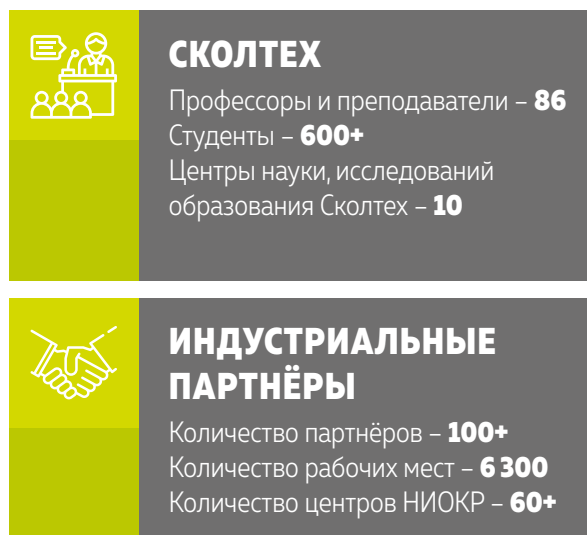 СКОЛТЕХ
Профессоры и преподаватели – 86
Студенты – 600+
Центры науки, исследований
образования Сколтех – 10
ИНДУСТРИАЛЬНЫЕ
ПАРТНЁРЫ
Количество партнёров – 100+
Количество рабочих мест – 6 300
Количество центров НИОКР – 60+